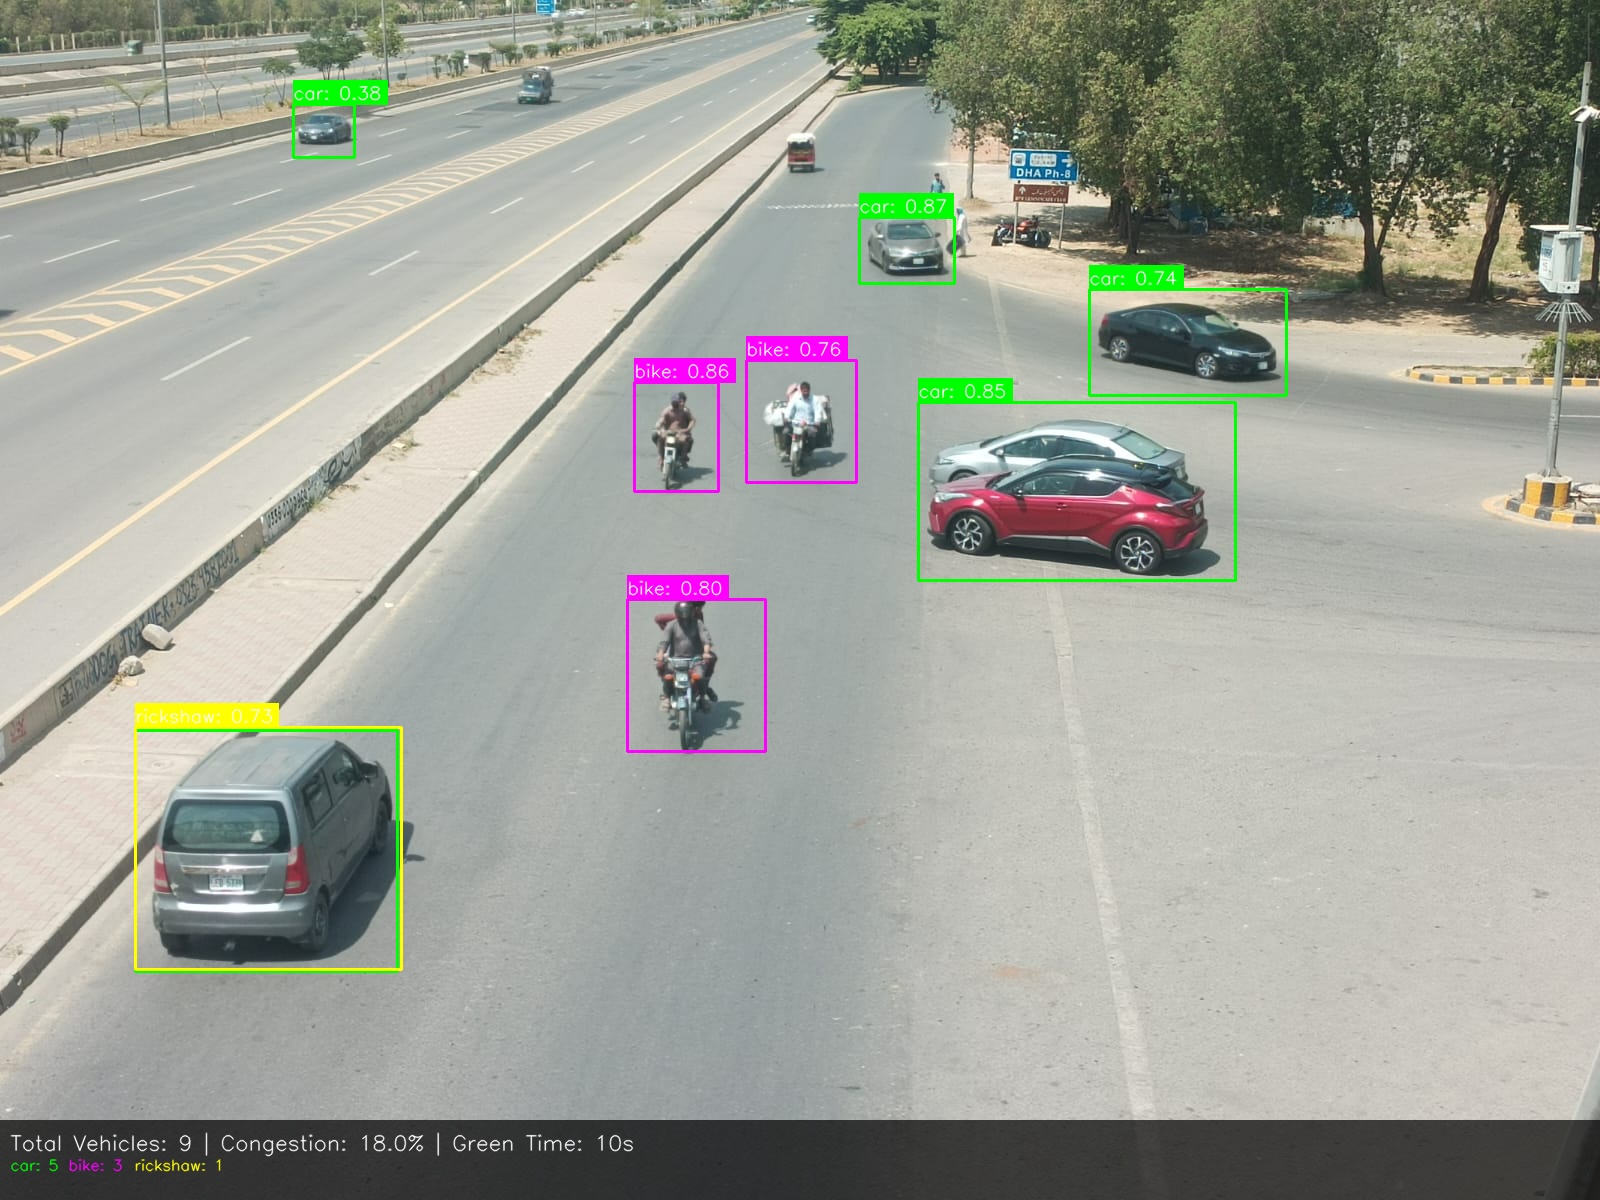 car: 0.38
DHA Ph-8
car: 0.87
car: 0.74
bike: 0.76
bike: 0.86
car: 0.85
bike: 0.80
TRAINER:
DOG
rickshaw: 0.73
Total Vehicles: 9 | Congestion: 18.0% | Green Time: 10s
car: 5 bike: 3 rickshaw: 1